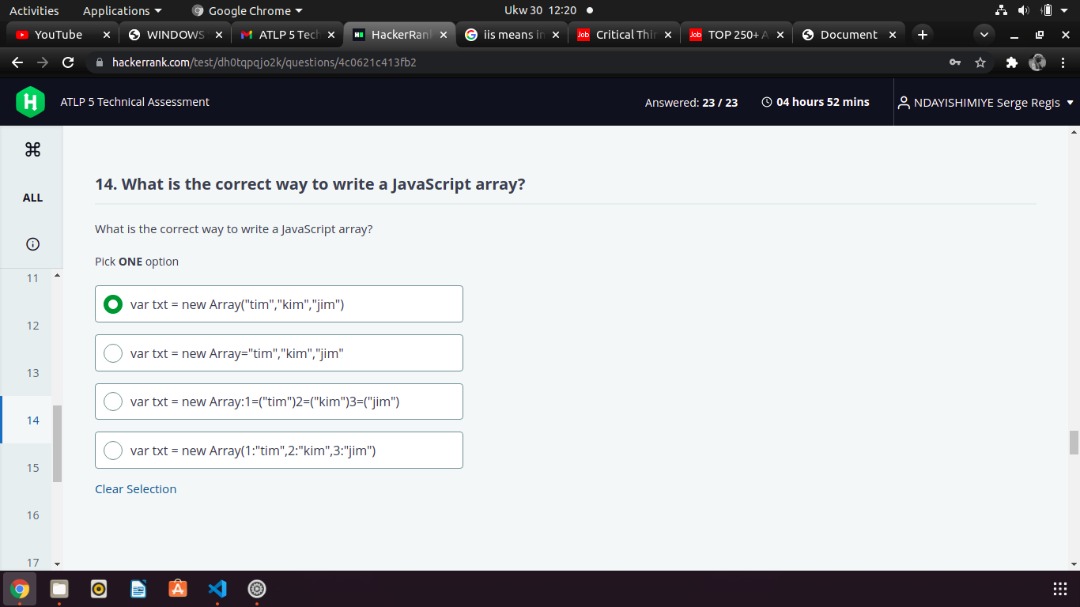 Activities Applications Google Chrome Ukw 30 12:20
YouTube WINDOWS ATLP 5 Tech HackerRan iis means in Critical Thin TOP 250+ A Document
hackerrank.com/test/dh0tqpqjo2k/questions/4c0621c413fb2
H ATLP 5 Technical Assessment Answered: 23 / 23 04 hours 52 mins NDAYISHIMIYE Serge Regis
ALL
14. What is the correct way to write a JavaScript array?
What is the correct way to write a JavaScript array?
Pick ONE option
var txt = new Array("tim","kim","jim")
var txt = new Array="tim","kim","jim"
var txt = new Array:1=("tim")2=("kim")3=("jim")
var txt = new Array(1:"tim",2:"kim",3:"jim")
Clear Selection
11
12
13
14
15
16
17